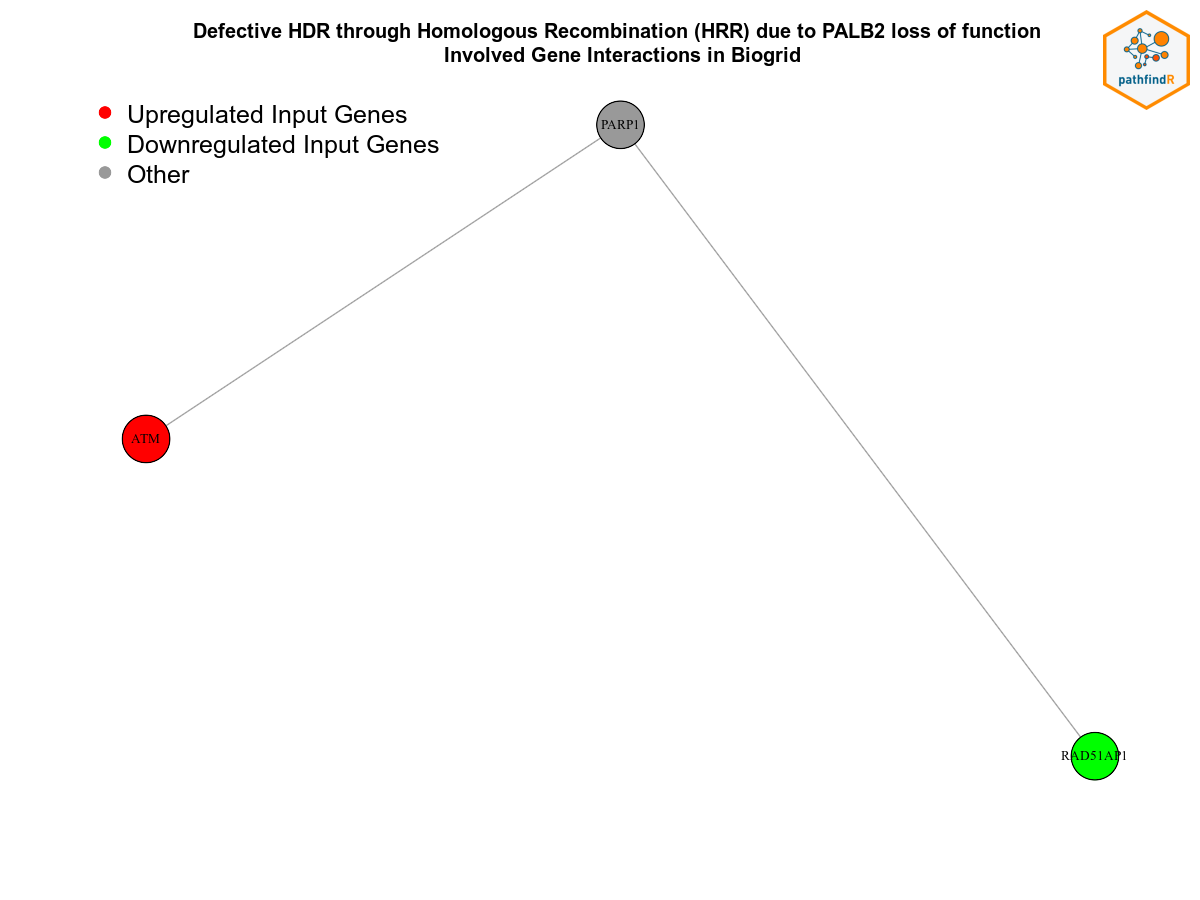 Defective HDR through Homologous Recombination (HRR) due to PALB2 loss of function
Involved Gene Interactions in Biogrid
pathfindR
Upregulated Input Genes
Downregulated Input Genes
Other
PARP1
ATM
RAD51AP1